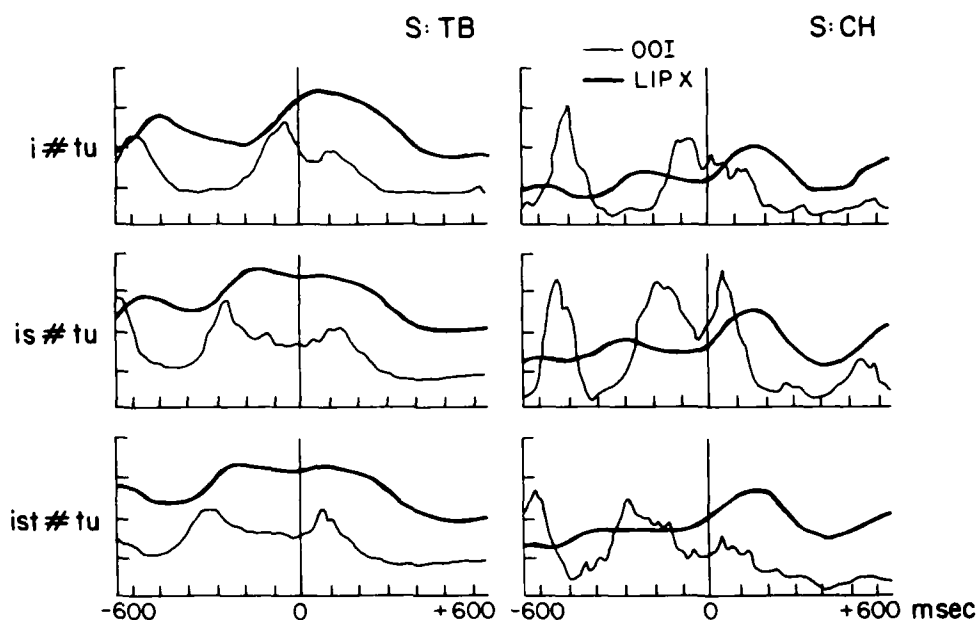 S: TB
S: CH
OOI
LIP X
i # tu
is # tu
ist # tu
-600 0 +600
-600 0 +600 msec